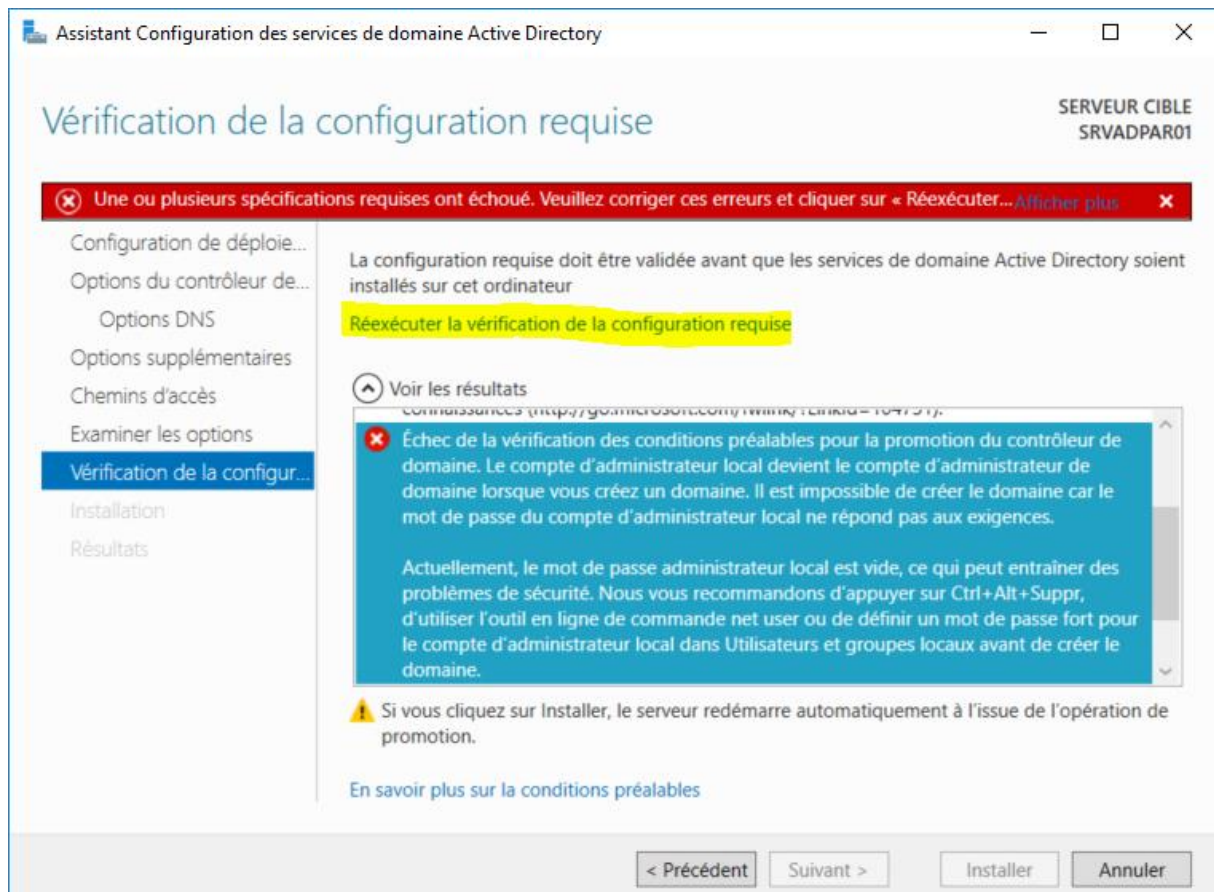 Assistant Configuration des services de domaine Active Directory
Vérification de la configuration requise
SERVEUR CIBLE
SRVADPAR01
Une ou plusieurs spécifications requises ont échoué. Veuillez corriger ces erreurs et cliquer sur « Réexécuter... Afficher plus
Configuration de déploie...
Options du contrôleur de...
Options DNS
Options supplémentaires
Chemins d'accès
Examiner les options
Vérification de la configur...
Installation
Résultats
La configuration requise doit être validée avant que les services de domaine Active Directory soient
installés sur cet ordinateur
Réexécuter la vérification de la configuration requise
Voir les résultats
connaissances (http://go.microsoft.com/fwlink/?LinkId=104751).
Échec de la vérification des conditions préalables pour la promotion du contrôleur de
domaine. Le compte d'administrateur local devient le compte d'administrateur de
domaine lorsque vous créez un domaine. Il est impossible de créer le domaine car le
mot de passe du compte d'administrateur local ne répond pas aux exigences.
Actuellement, le mot de passe administrateur local est vide, ce qui peut entraîner des
problèmes de sécurité. Nous vous recommandons d'appuyer sur Ctrl+Alt+Suppr,
d'utiliser l'outil en ligne de commande net user ou de définir un mot de passe fort pour
le compte d'administrateur local dans Utilisateurs et groupes locaux avant de créer le
domaine.
Si vous cliquez sur Installer, le serveur redémarre automatiquement à l'issue de l'opération de
promotion.
En savoir plus sur la conditions préalables
< Précédent
Suivant >
Installer
Annuler